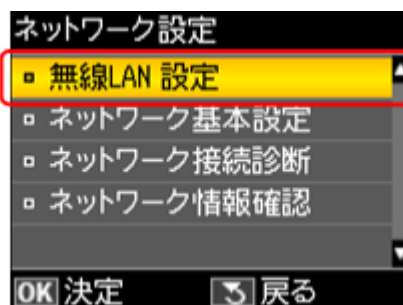 ネットワーク設定
無線LAN 設定
ネットワーク基本設定
ネットワーク接続診断
ネットワーク情報確認
OK 決定 戻る